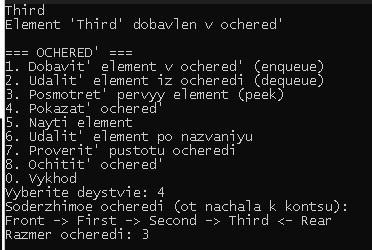 Third
Element 'Third' dobavlen v ochered'
=== OCHERED' ===
1. Dobavit' element v ochered' (enqueue)
2. Udalit' element iz ocheredi (dequeue)
3. Posmotret' pervyy element (peek)
4. Pokazat' ochered'
5. Nayti element
6. Udalit' element po nazvaniyu
7. Proverit' pustotu ocheredi
8. Ochitit' ochered'
0. Vykhod
Vyberite deystvie: 4
Soderzhimoe ocheredi (ot nachala k kontsu):
Front -> First -> Second -> Third <- Rear
Razmer ocheredi: 3